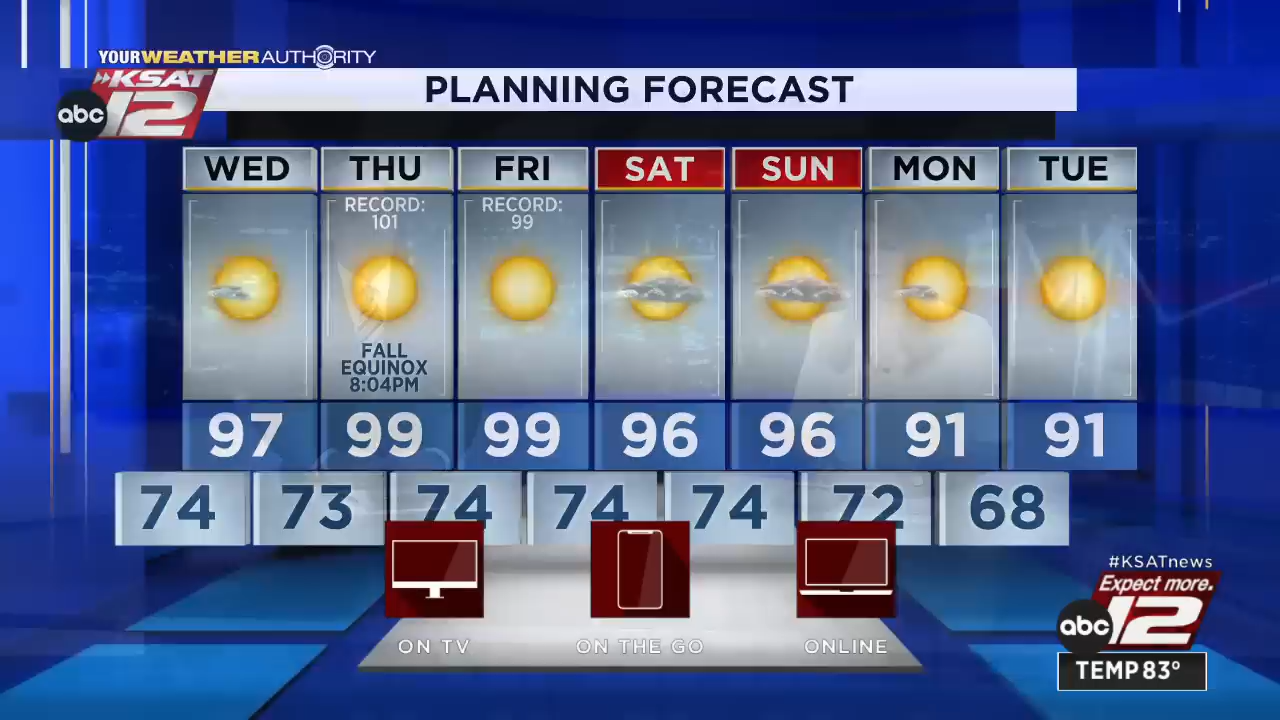 YOURWEATHERAUTHORITY
KSAT
abc 12
PLANNING FORECAST
WED THU FRI SAT SUN MON TUE
RECORD: 101
RECORD: 99
FALL
EQUINOX
8:04PM
97 99 99 96 96 91 91
74 73 74 74 74 72 68
ON TV ON THE GO ONLINE
#KSATnews
Expect more.
abc 12
TEMP 83°